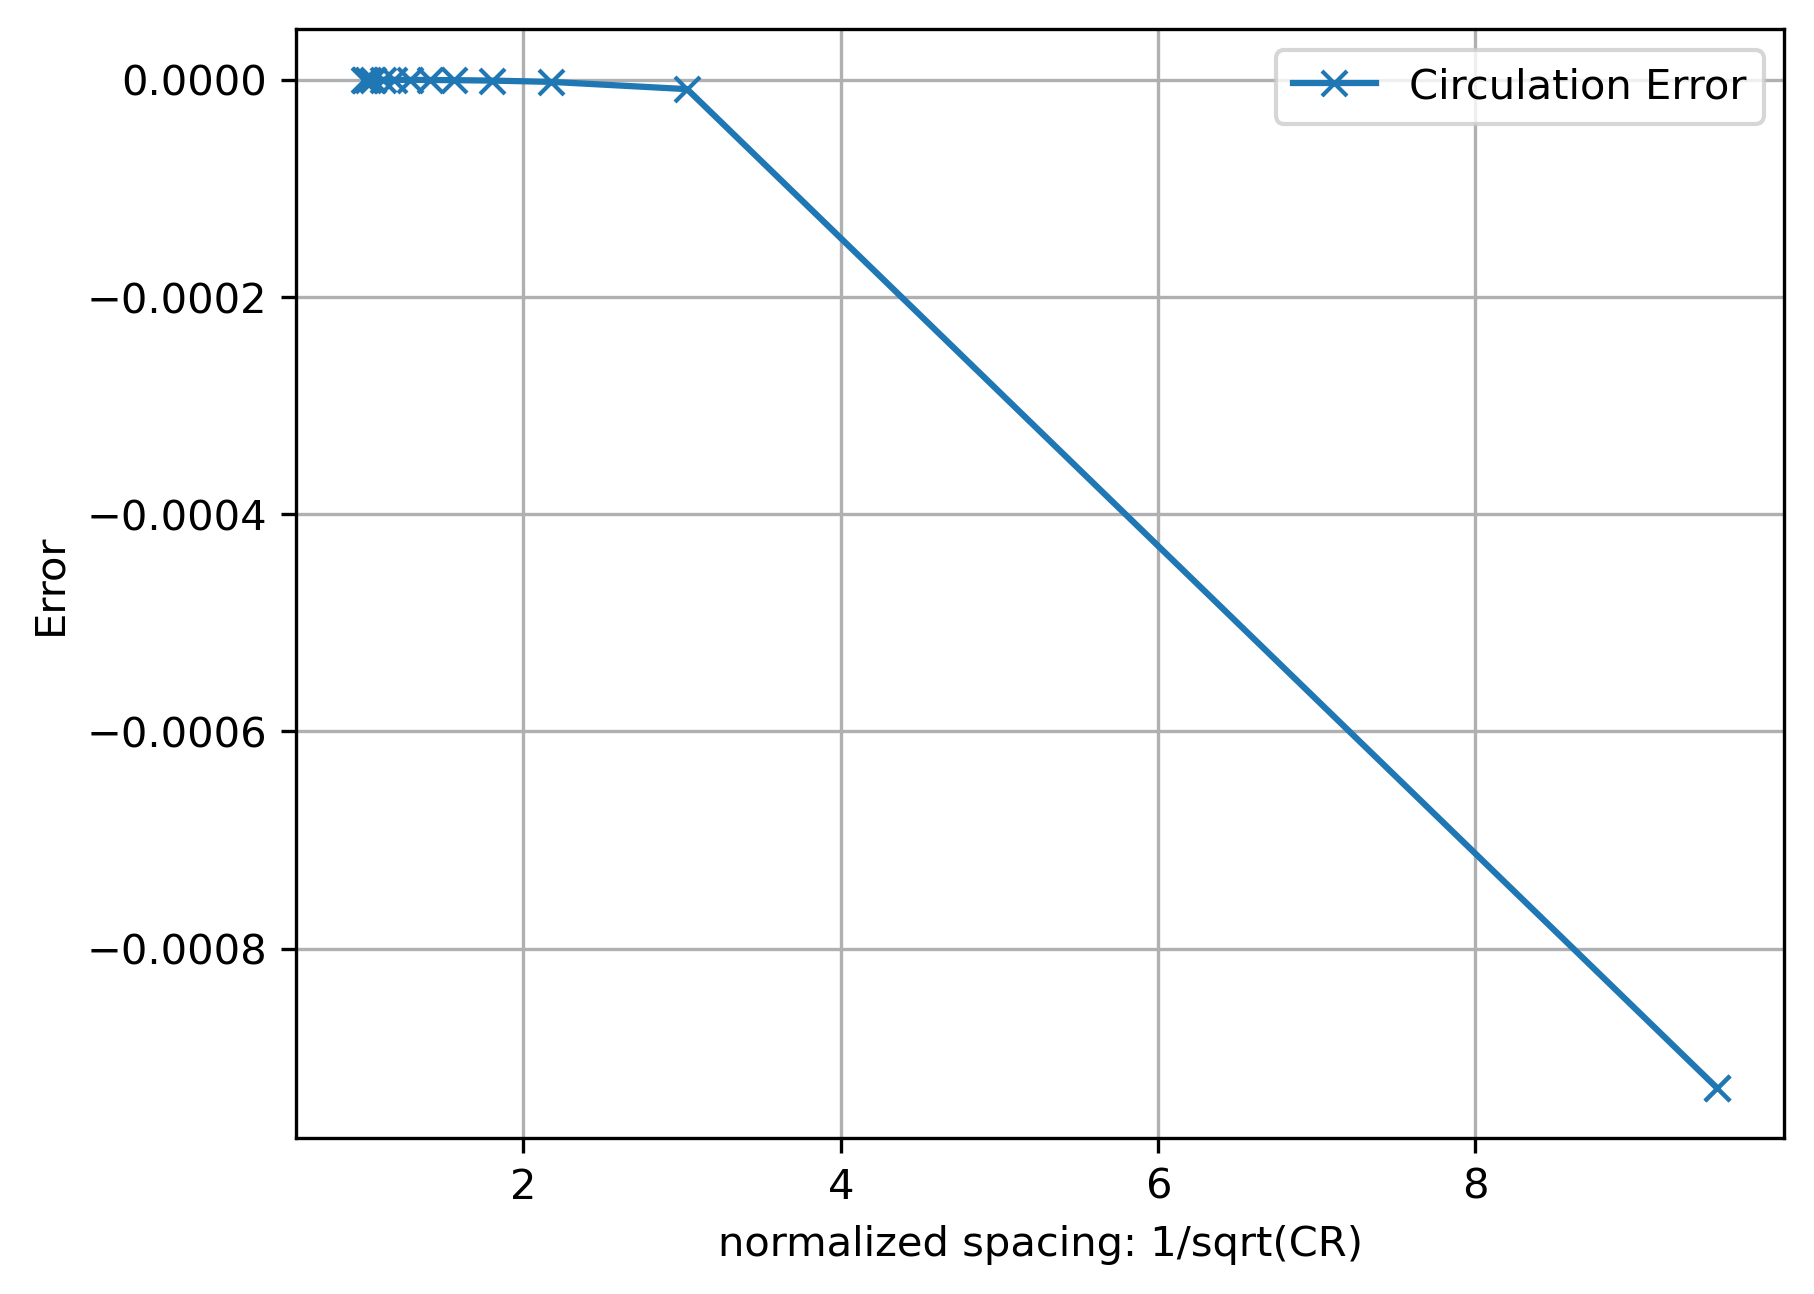 0.0000
−0.0002
−0.0004
−0.0006
−0.0008
Error
Circulation Error
2 4 6 8
normalized spacing: 1/sqrt(CR)